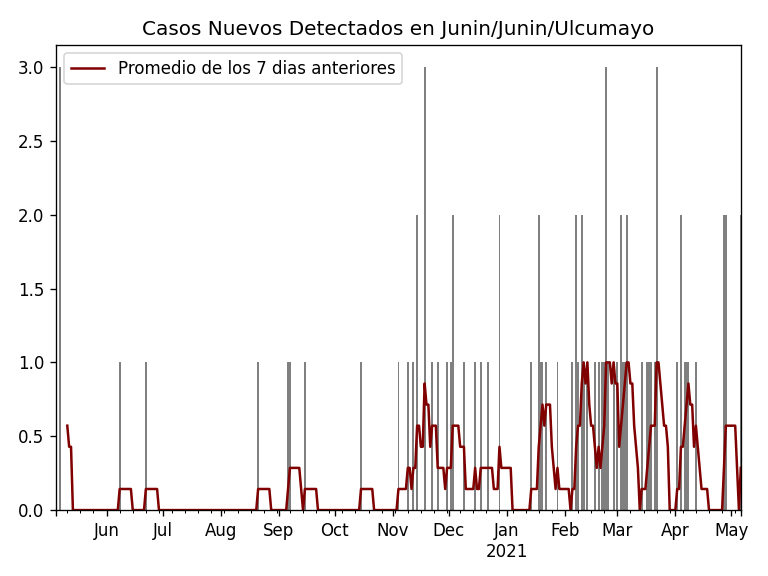 Casos Nuevos Detectados en Junin/Junin/Ulcumayo
Promedio de los 7 dias anteriores
3.0
2.5
2.0
1.5
1.0
0.5
0.0
Jun Jul Aug Sep Oct Nov Dec Jan Feb Mar Apr May
2021